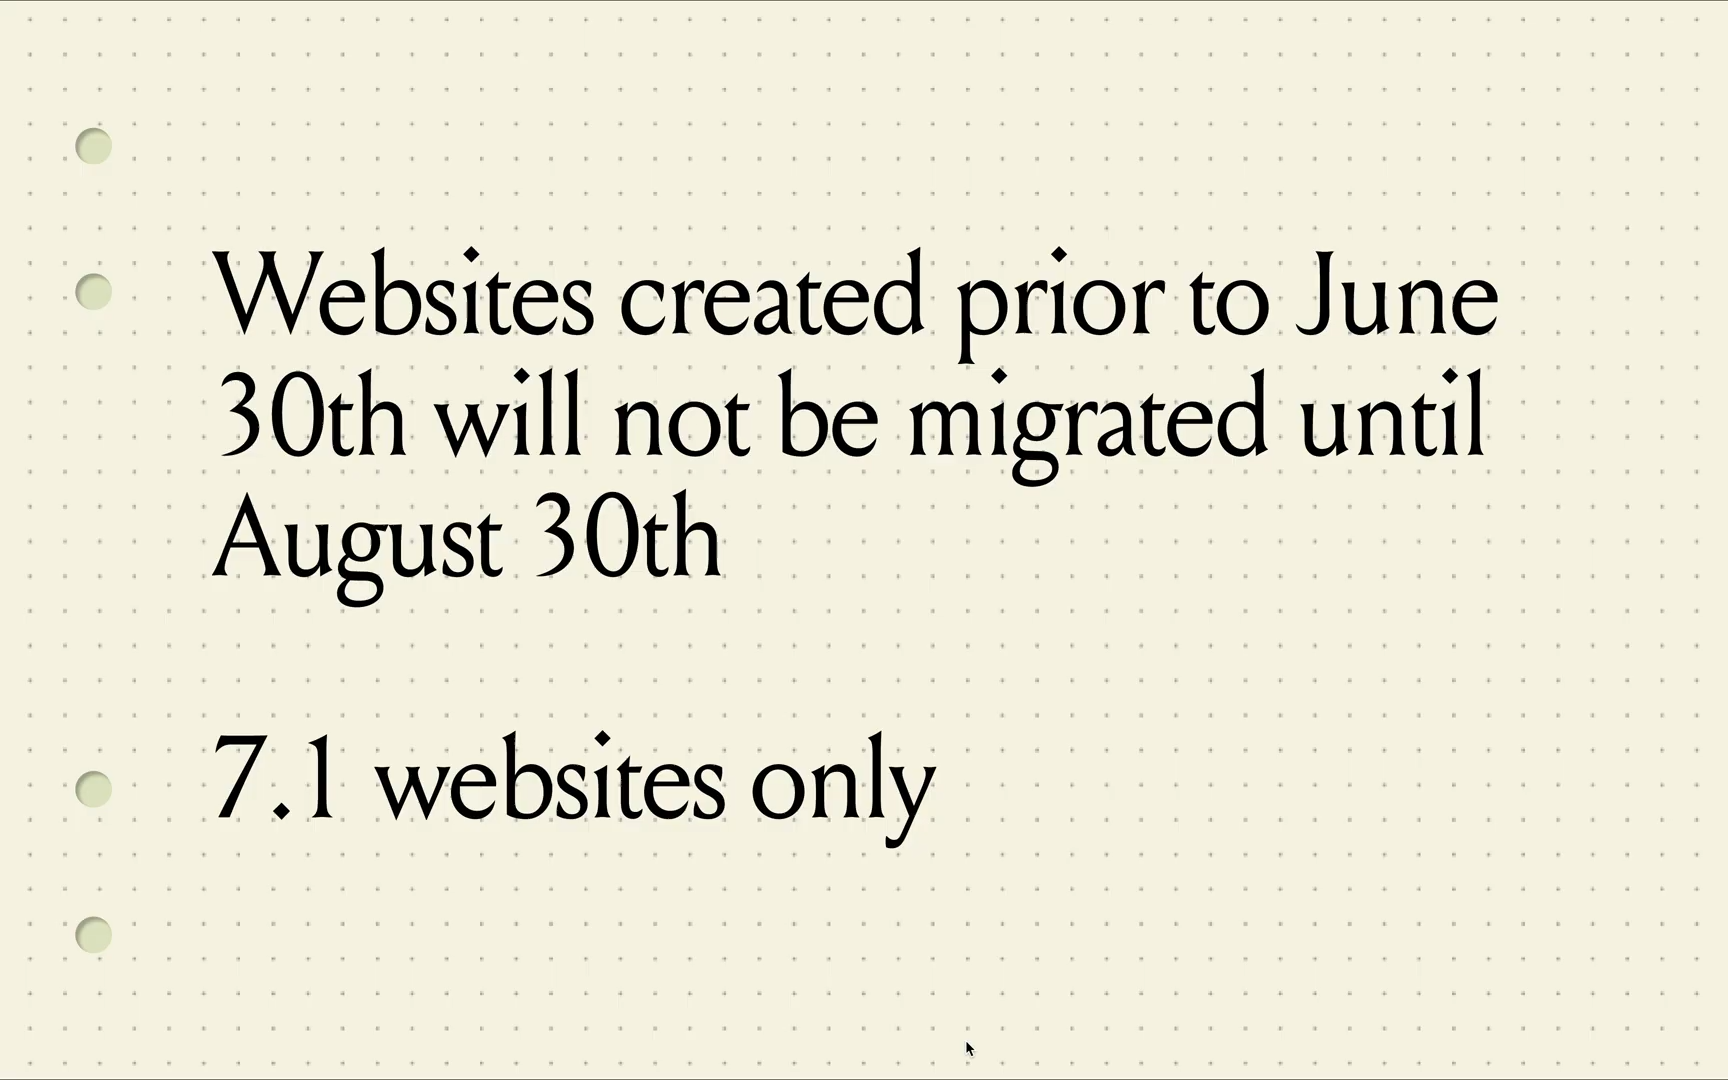 Websites created prior to June
30th will not be migrated until
August 30th
7.1 websites only